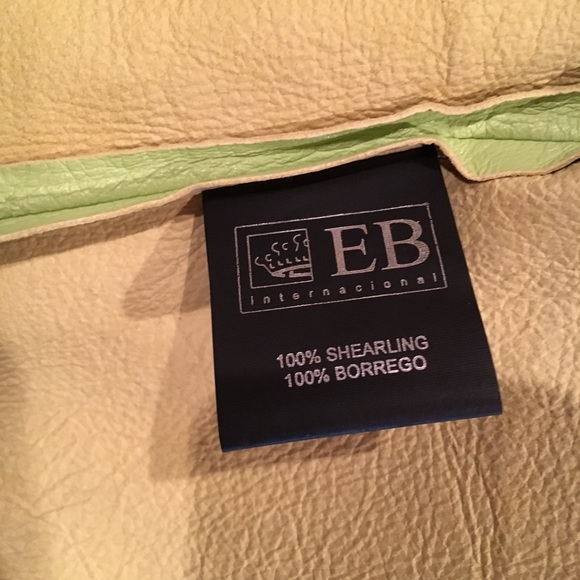 EB
internacional
100% SHEARLING
100% BORREGO